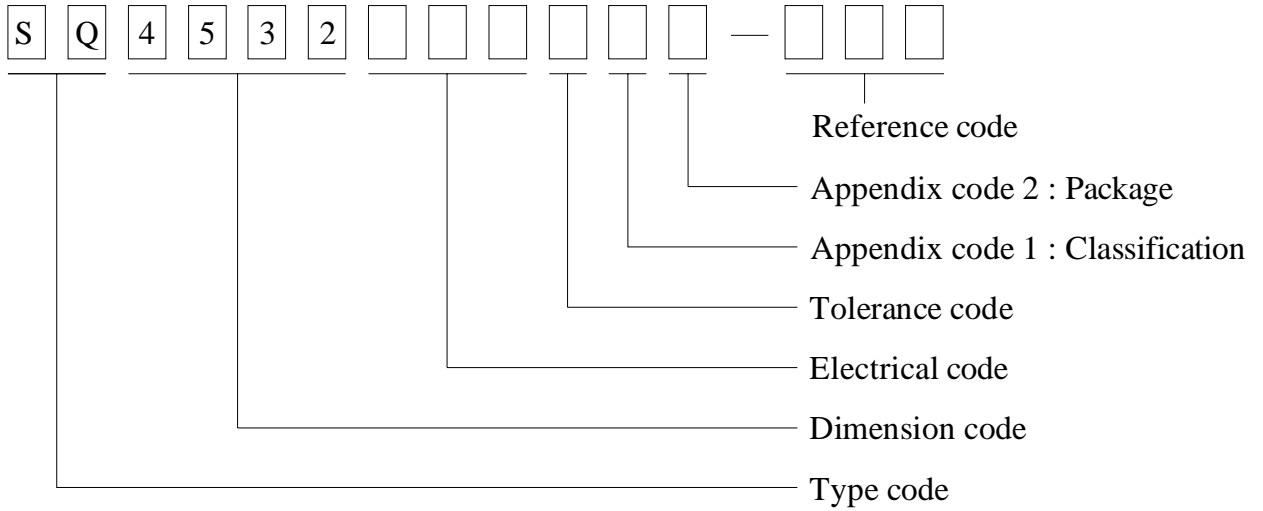 S Q 4 5 3 2 —
Reference code
Appendix code 2 : Package
Appendix code 1 : Classification
Tolerance code
Electrical code
Dimension code
Type code